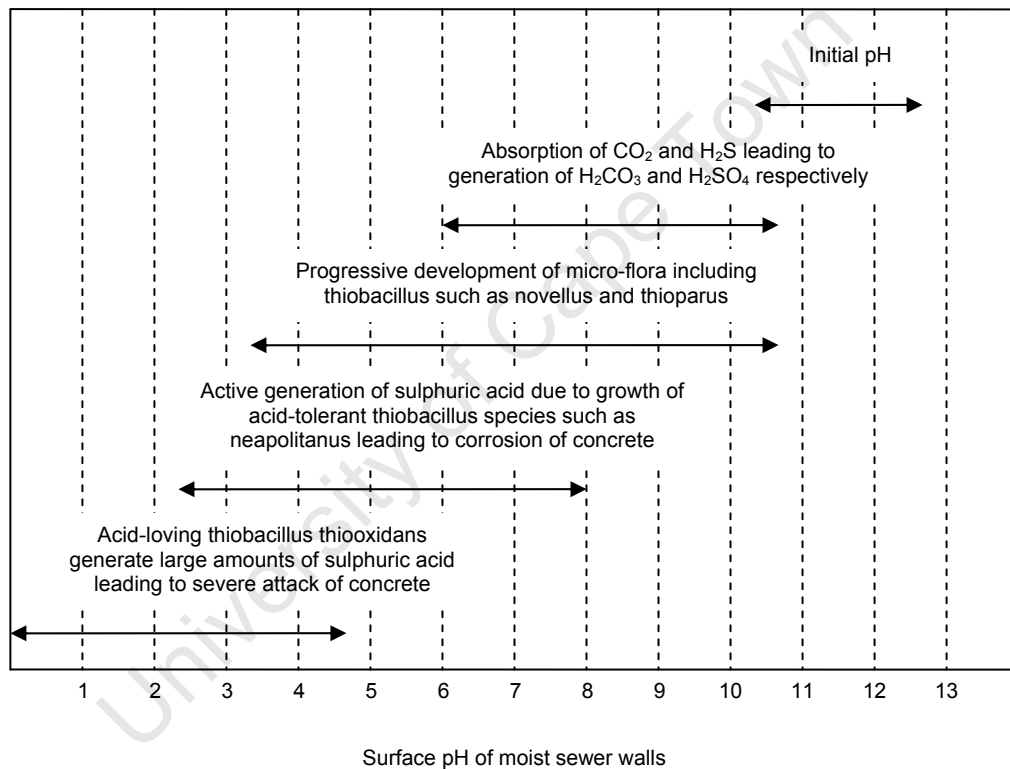 Initial pH
Absorption of CO₂ and H₂S leading to
generation of H₂CO₃ and H₂SO₄ respectively
Progressive development of micro-flora including
thiobacillus such as novellus and thioparus
Active generation of sulphuric acid due to growth of
acid-tolerant thiobacillus species such as
neapolitanus leading to corrosion of concrete
Acid-loving thiobacillus thiooxidans
generate large amounts of sulphuric acid
leading to severe attack of concrete
1 2 3 4 5 6 7 8 9 10 11 12 13
Surface pH of moist sewer walls
University of Cape Town